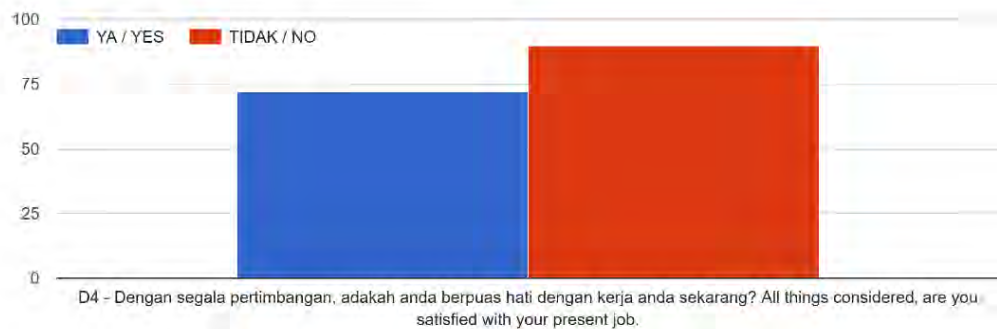 100
YA / YES TIDAK / NO
75
50
25
0
D4 - Dengan segala pertimbangan, adakah anda berpuas hati dengan kerja anda sekarang? All things considered, are you
satisfied with your present job.